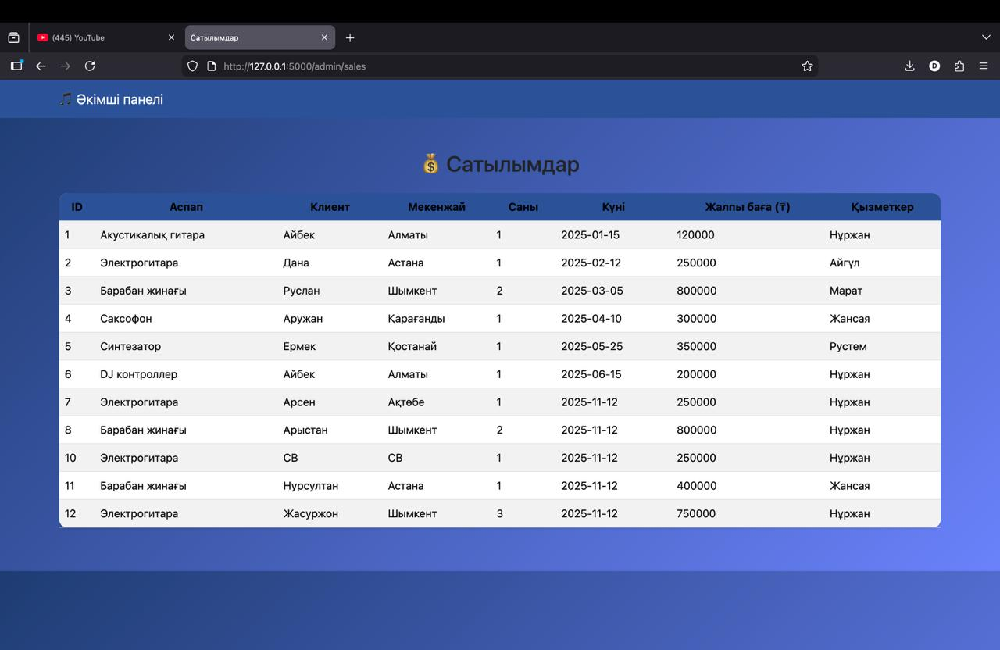 (445) YouTube
Сатылымдар
http://127.0.0.1:5000/admin/sales
D
🎵 Әкімші панелі
💰 Сатылымдар
ID Аспап Клиент Мекенжай Саны Күні Жалпы баға (₸) Қызметкер
1 Акустикалық гитара Айбек Алматы 1 2025-01-15 120000 Нұржан
2 Электрогитара Дана Астана 1 2025-02-12 250000 Айгүл
3 Барабан жинағы Руслан Шымкент 2 2025-03-05 800000 Марат
4 Саксофон Аружан Қарағанды 1 2025-04-10 300000 Жансая
5 Синтезатор Ермек Қостанай 1 2025-05-25 350000 Рустем
6 DJ контроллер Айбек Алматы 1 2025-06-15 200000 Нұржан
7 Электрогитара Арсен Ақтөбе 1 2025-11-12 250000 Нұржан
8 Барабан жинағы Арыстан Шымкент 2 2025-11-12 800000 Нұржан
10 Электрогитара СВ СВ 1 2025-11-12 250000 Нұржан
11 Барабан жинағы Нурсултан Астана 1 2025-11-12 400000 Жансая
12 Электрогитара Жасуржон Шымкент 3 2025-11-12 750000 Нұржан